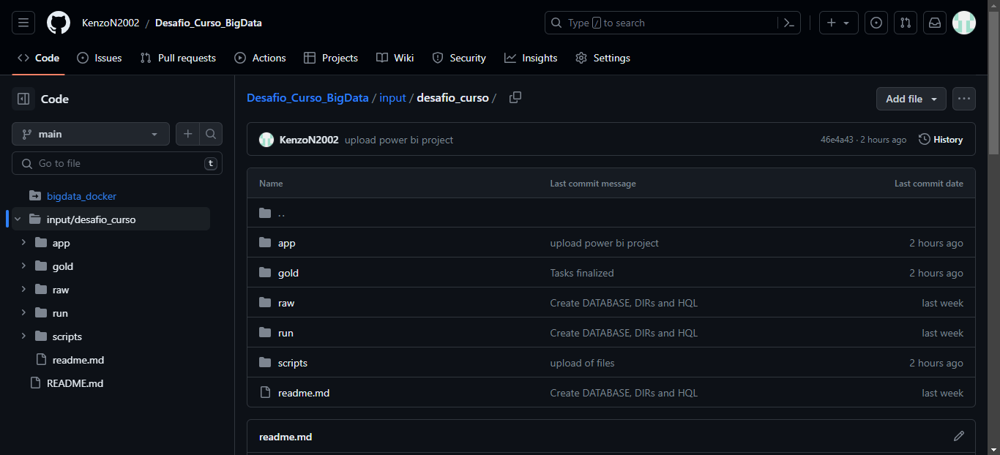 KenzoN2002 / Desafio_Curso_BigData
Type / to search
Code Issues Pull requests Actions Projects Wiki Security Insights Settings
Code
main
Go to file t
bigdata_docker
input/desafio_curso
app
gold
raw
run
scripts
readme.md
README.md
Desafio_Curso_BigData / input / desafio_curso /
Add file
KenzoN2002 upload power bi project 46e4a43 · 2 hours ago History
Name Last commit message Last commit date
..
app upload power bi project 2 hours ago
gold Tasks finalized 2 hours ago
raw Create DATABASE, DIRs and HQL last week
run Create DATABASE, DIRs and HQL last week
scripts upload of files 2 hours ago
readme.md Create DATABASE, DIRs and HQL last week
readme.md